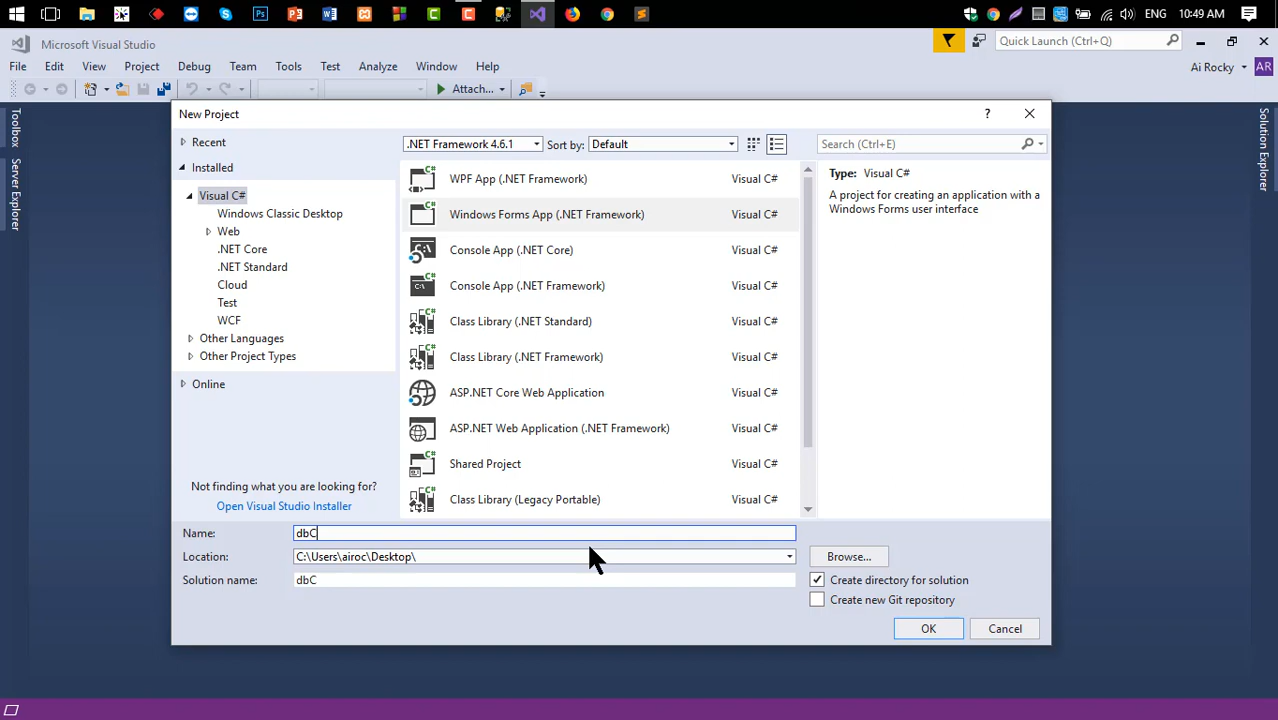 ENG 10:49 AM
Microsoft Visual Studio
Quick Launch (Ctrl+Q)
File Edit View Project Debug Team Tools Test Analyze Window Help
Ai Rocky AR
Attach...
Toolbox
Server Explorer
Solution Explorer
New Project
?
Recent
.NET Framework 4.6.1 Sort by: Default
Search (Ctrl+E)
Installed
Visual C#
Windows Classic Desktop
Web
.NET Core
.NET Standard
Cloud
Test
WCF
Other Languages
Other Project Types
Online
Not finding what you are looking for?
Open Visual Studio Installer
WPF App (.NET Framework) Visual C#
Windows Forms App (.NET Framework) Visual C#
Console App (.NET Core) Visual C#
Console App (.NET Framework) Visual C#
Class Library (.NET Standard) Visual C#
Class Library (.NET Framework) Visual C#
ASP.NET Core Web Application Visual C#
ASP.NET Web Application (.NET Framework) Visual C#
Shared Project Visual C#
Class Library (Legacy Portable) Visual C#
Type: Visual C#
A project for creating an application with a
Windows Forms user interface
Name: dbC
Location: C:\Users\airoc\Desktop\
Browse...
Solution name: dbC
Create directory for solution
Create new Git repository
OK Cancel